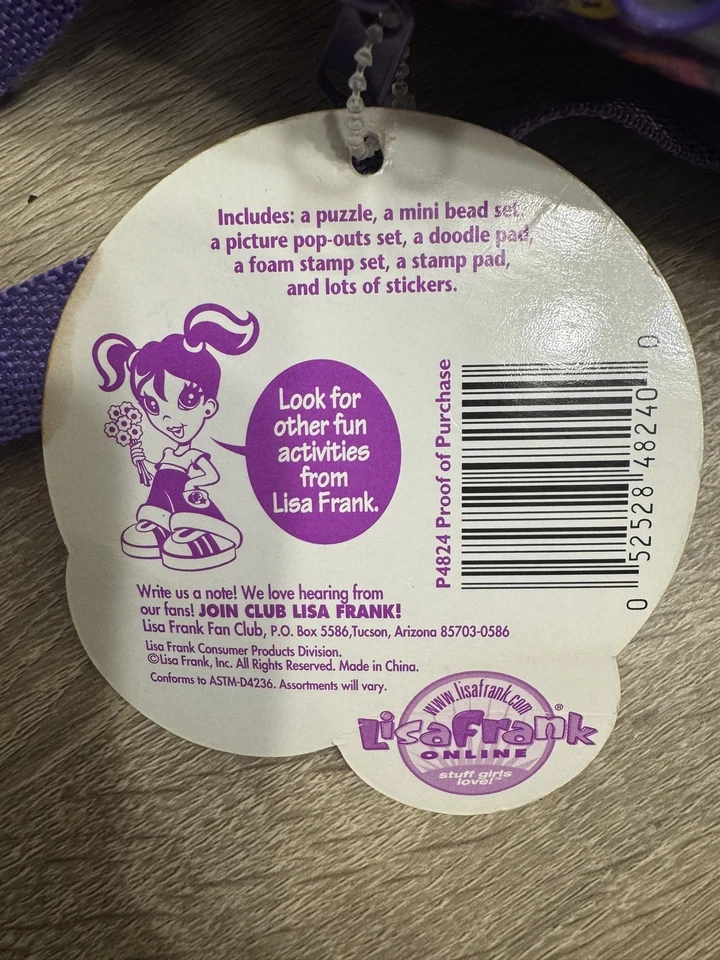 Includes: a puzzle, a mini bead set,
a picture pop-outs set, a doodle pad,
a foam stamp set, a stamp pad,
and lots of stickers.
Look for
other fun
activities
from
Lisa Frank.
P4824 Proof of Purchase
0 52528 48240 0
Write us a note! We love hearing from
our fans! JOIN CLUB LISA FRANK!
Lisa Frank Fan Club, P.O. Box 5586,Tucson, Arizona 85703-0586
Lisa Frank Consumer Products Division.
©Lisa Frank, Inc. All Rights Reserved. Made in China.
Conforms to ASTM-D4236. Assortments will vary.
www.lisafrank.com
Lisa Frank®
ONLINE
stuff girls
love!™